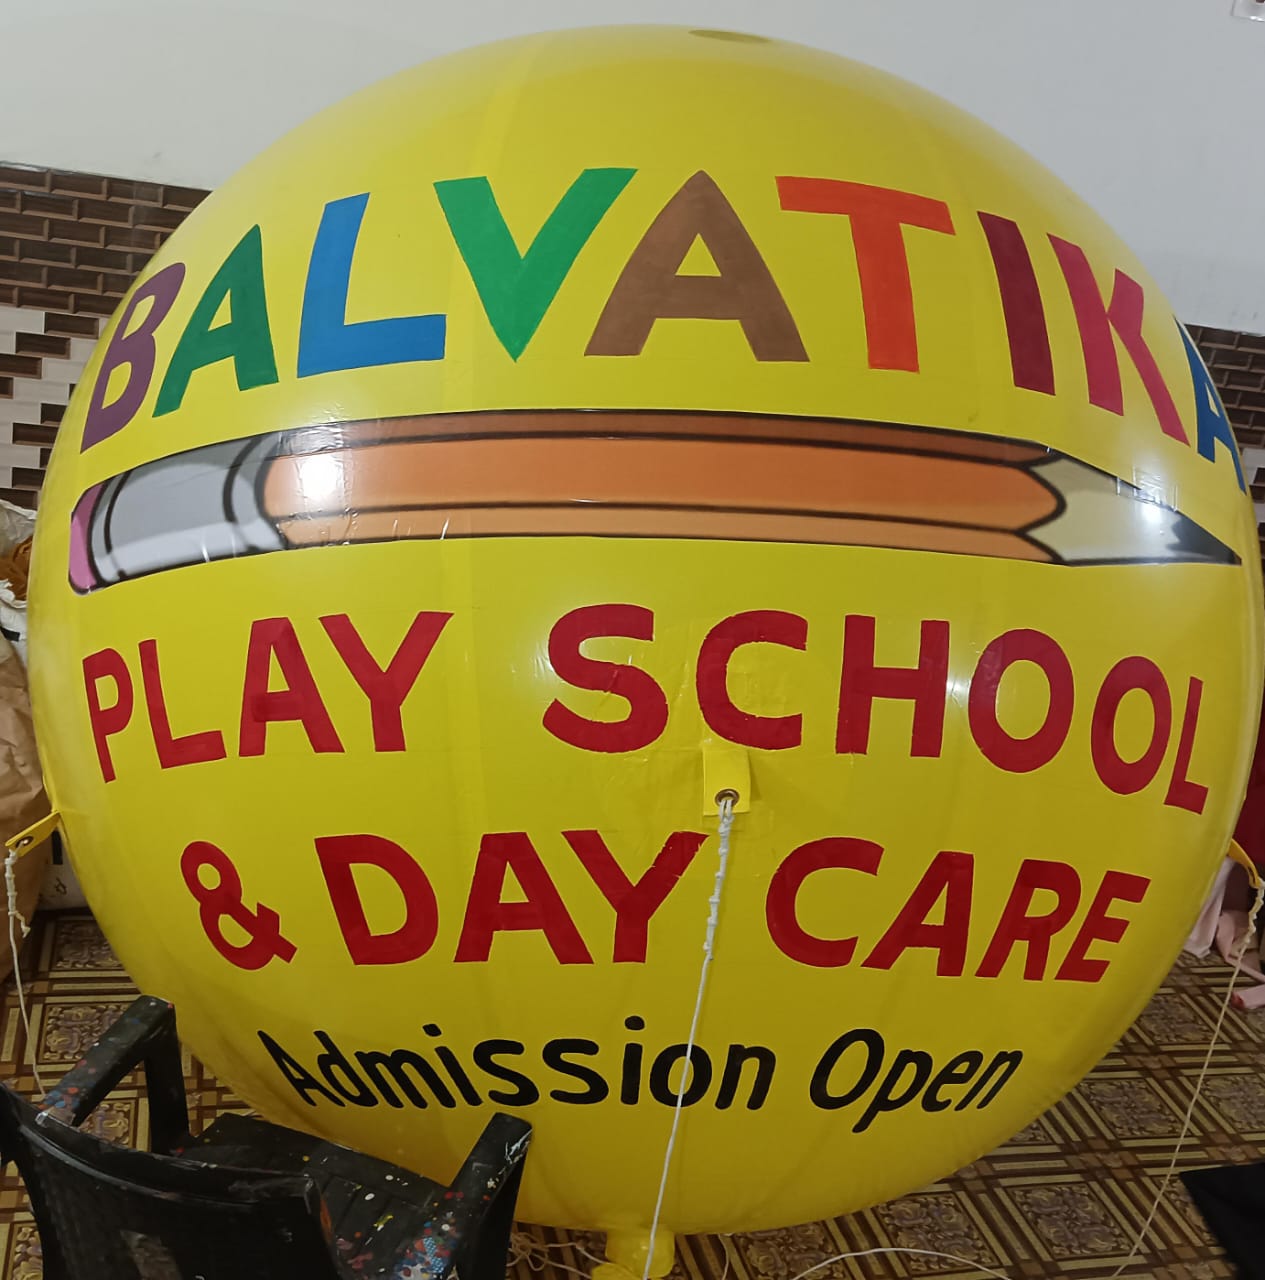 BALVATIKA
PLAY SCHOOL
& DAY CARE
Admission Open